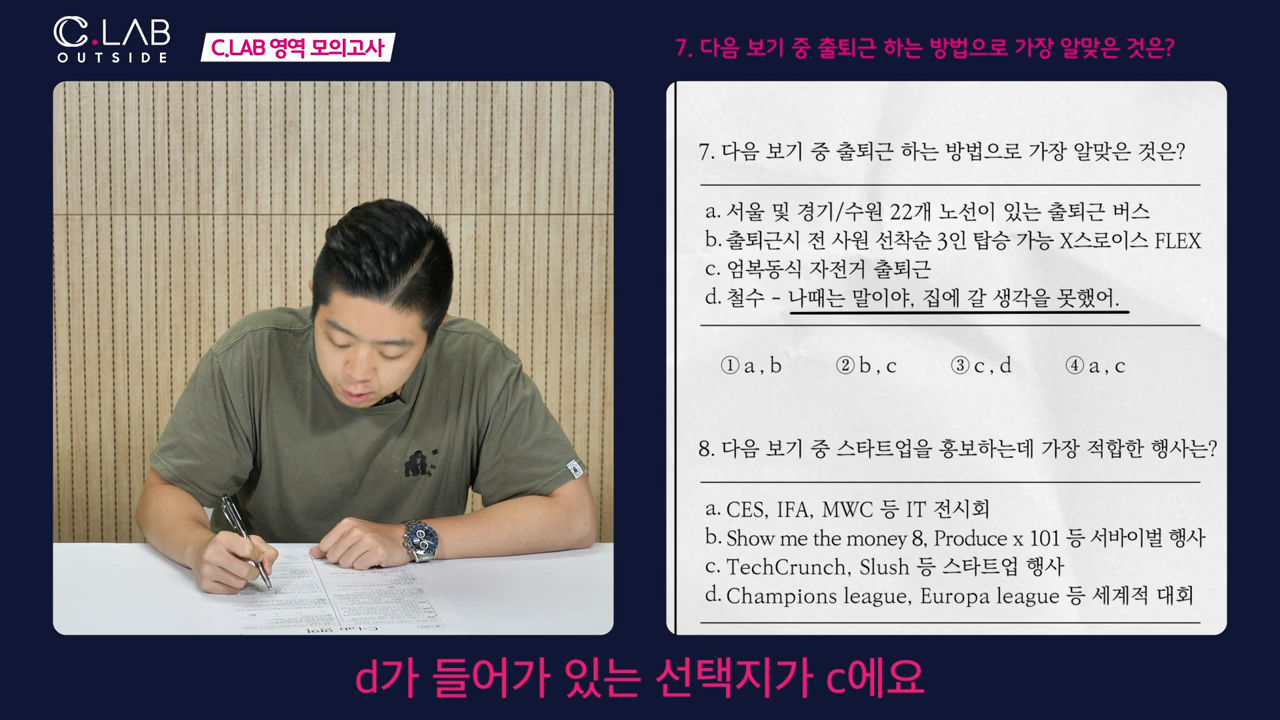 C.LAB
OUTSIDE
C.LAB 영역 모의고사
7. 다음 보기 중 출퇴근 하는 방법으로 가장 알맞은 것은?
7. 다음 보기 중 출퇴근 하는 방법으로 가장 알맞은 것은?
a. 서울 및 경기/수원 22개 노선이 있는 출퇴근 버스
b. 출퇴근시 전 사원 선착순 3인 탑승 가능 X스로이스 FLEX
c. 엄복동식 자전거 출퇴근
d. 철수 - 나때는 말이야, 집에 갈 생각을 못했어.
① a , b ② b , c ③ c , d ④ a , c
8. 다음 보기 중 스타트업을 홍보하는데 가장 적합한 행사는?
a. CES, IFA, MWC 등 IT 전시회
b. Show me the money 8, Produce x 101 등 서바이벌 행사
c. TechCrunch, Slush 등 스타트업 행사
d. Champions league, Europa league 등 세계적 대회
C-Lab 영역
d가 들어가 있는 선택지가 c에요